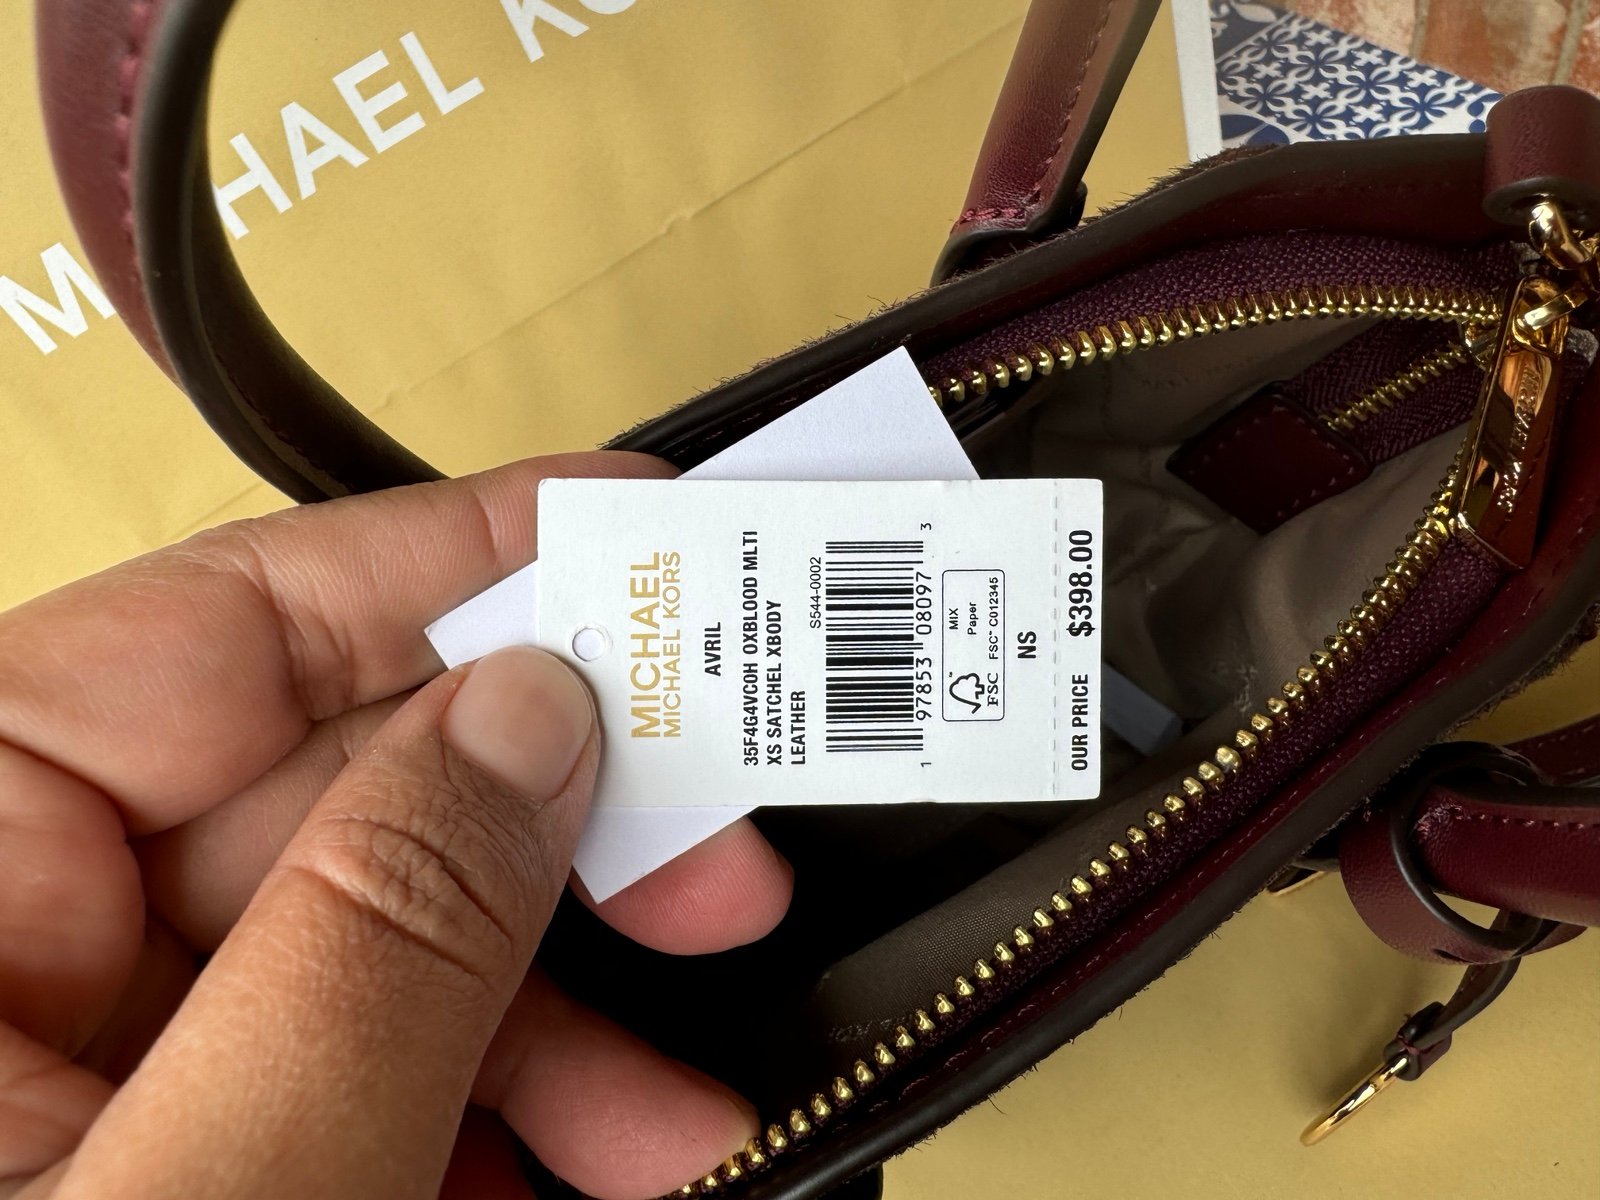 MICHAEL KO
MICHAEL
MICHAEL KORS
AVRIL
35F4G4VC0H OXBLOOD MLTI
XS SATCHEL XBODY
LEATHER
S544-0002
1 97853 08097 3
MIX
Paper
FSC™ C012345
FSC
NS
OUR PRICE $398.00